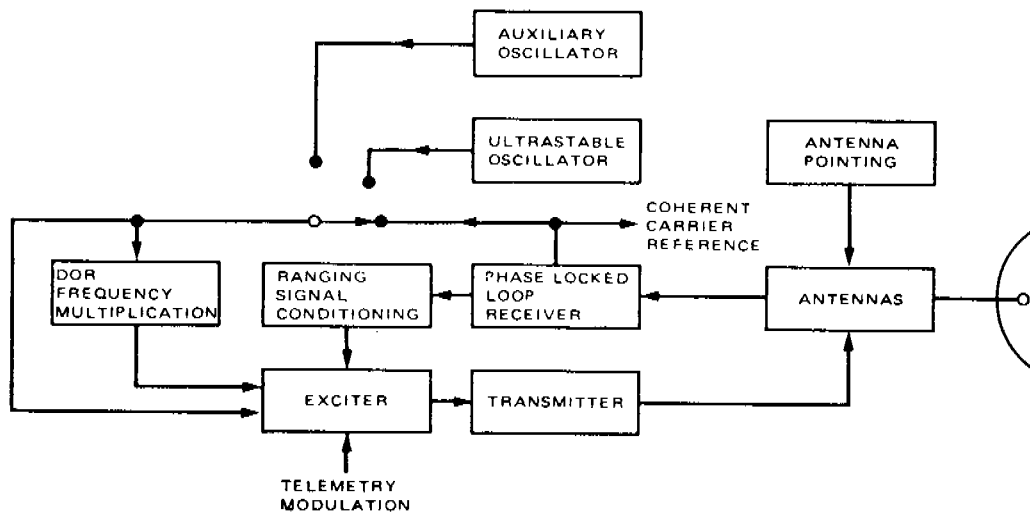 AUXILIARY
OSCILLATOR
ULTRASTABLE
OSCILLATOR
ANTENNA
POINTING
COHERENT
CARRIER
REFERENCE
DOR
FREQUENCY
MULTIPLICATION
RANGING
SIGNAL
CONDITIONING
PHASE LOCKED
LOOP
RECEIVER
ANTENNAS
EXCITER
TRANSMITTER
TELEMETRY
MODULATION